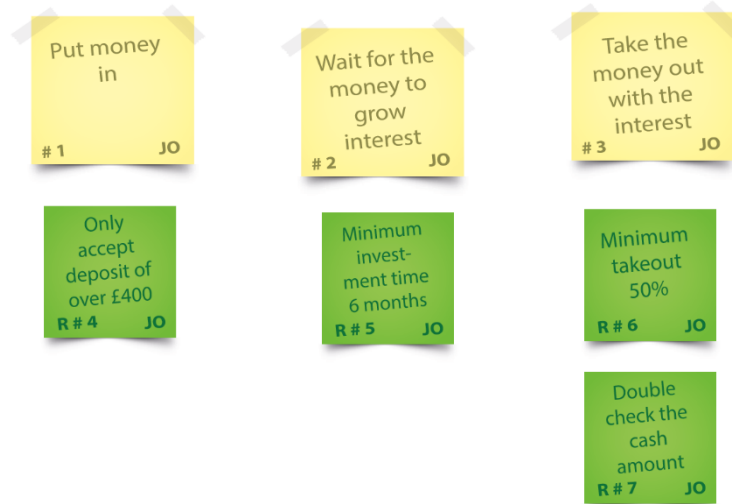 Put money
in
# 1 JO
Wait for the
money to
grow
interest
# 2 JO
Take the
money out
with the
interest
# 3 JO
Only
accept
deposit of
over £400
R # 4 JO
Minimum
invest-
ment time
6 months
R # 5 JO
Minimum
takeout
50%
R # 6 JO
Double
check the
cash
amount
R # 7 JO